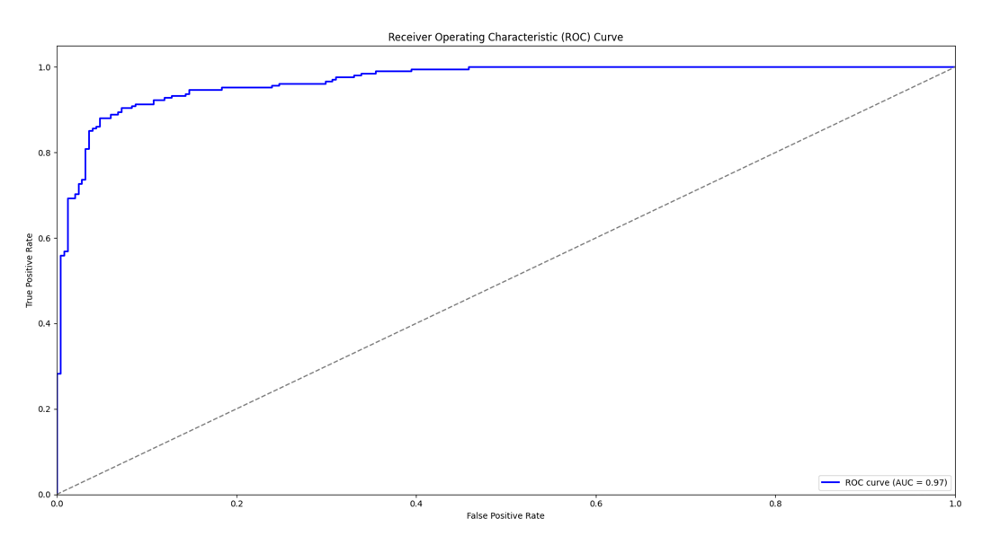 Receiver Operating Characteristic (ROC) Curve
1.0
0.8
0.6
0.4
0.2
0.0
True Positive Rate
0.0 0.2 0.4 0.6 0.8 1.0
False Positive Rate
ROC curve (AUC = 0.97)